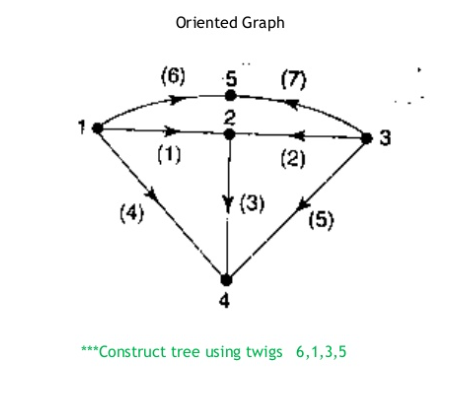 Oriented Graph
(6) 5 (7)
1 2 3
(1) (2)
(4) (3) (5)
4
***Construct tree using twigs 6,1,3,5